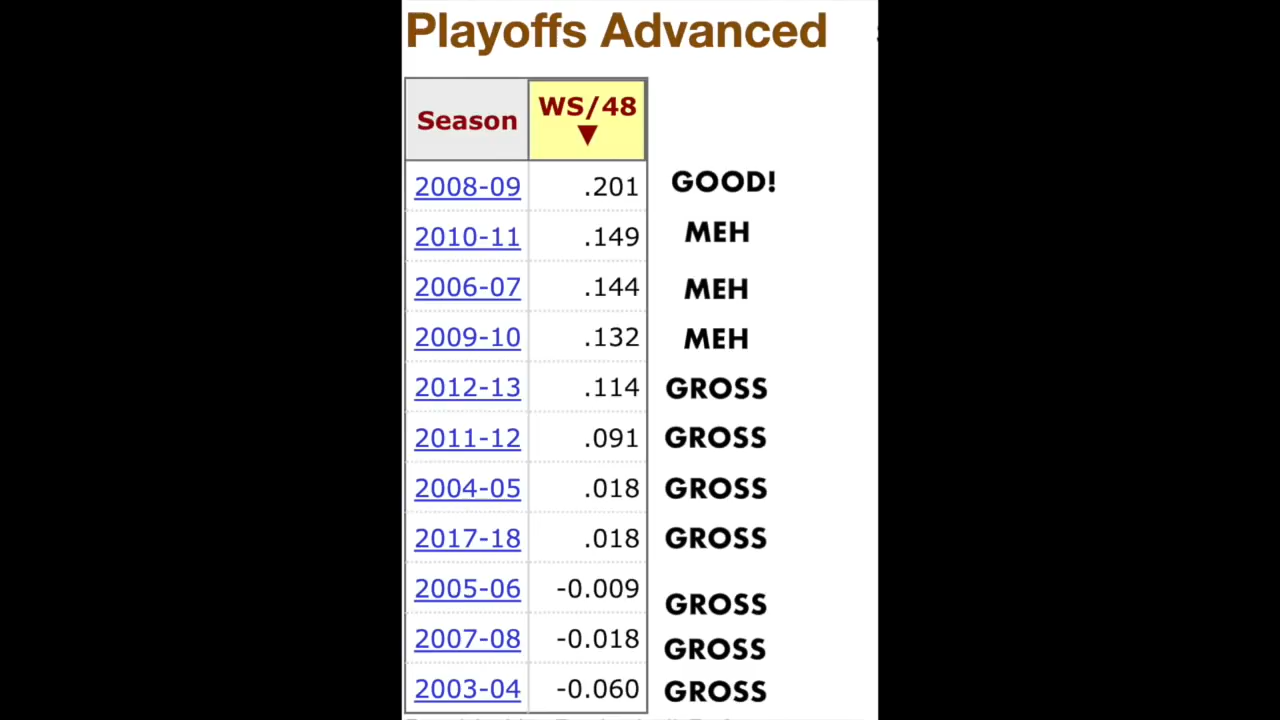 Playoffs Advanced
Season WS/48
▼
2008-09 .201 GOOD!
2010-11 .149 MEH
2006-07 .144 MEH
2009-10 .132 MEH
2012-13 .114 GROSS
2011-12 .091 GROSS
2004-05 .018 GROSS
2017-18 .018 GROSS
2005-06 -0.009 GROSS
2007-08 -0.018 GROSS
2003-04 -0.060 GROSS